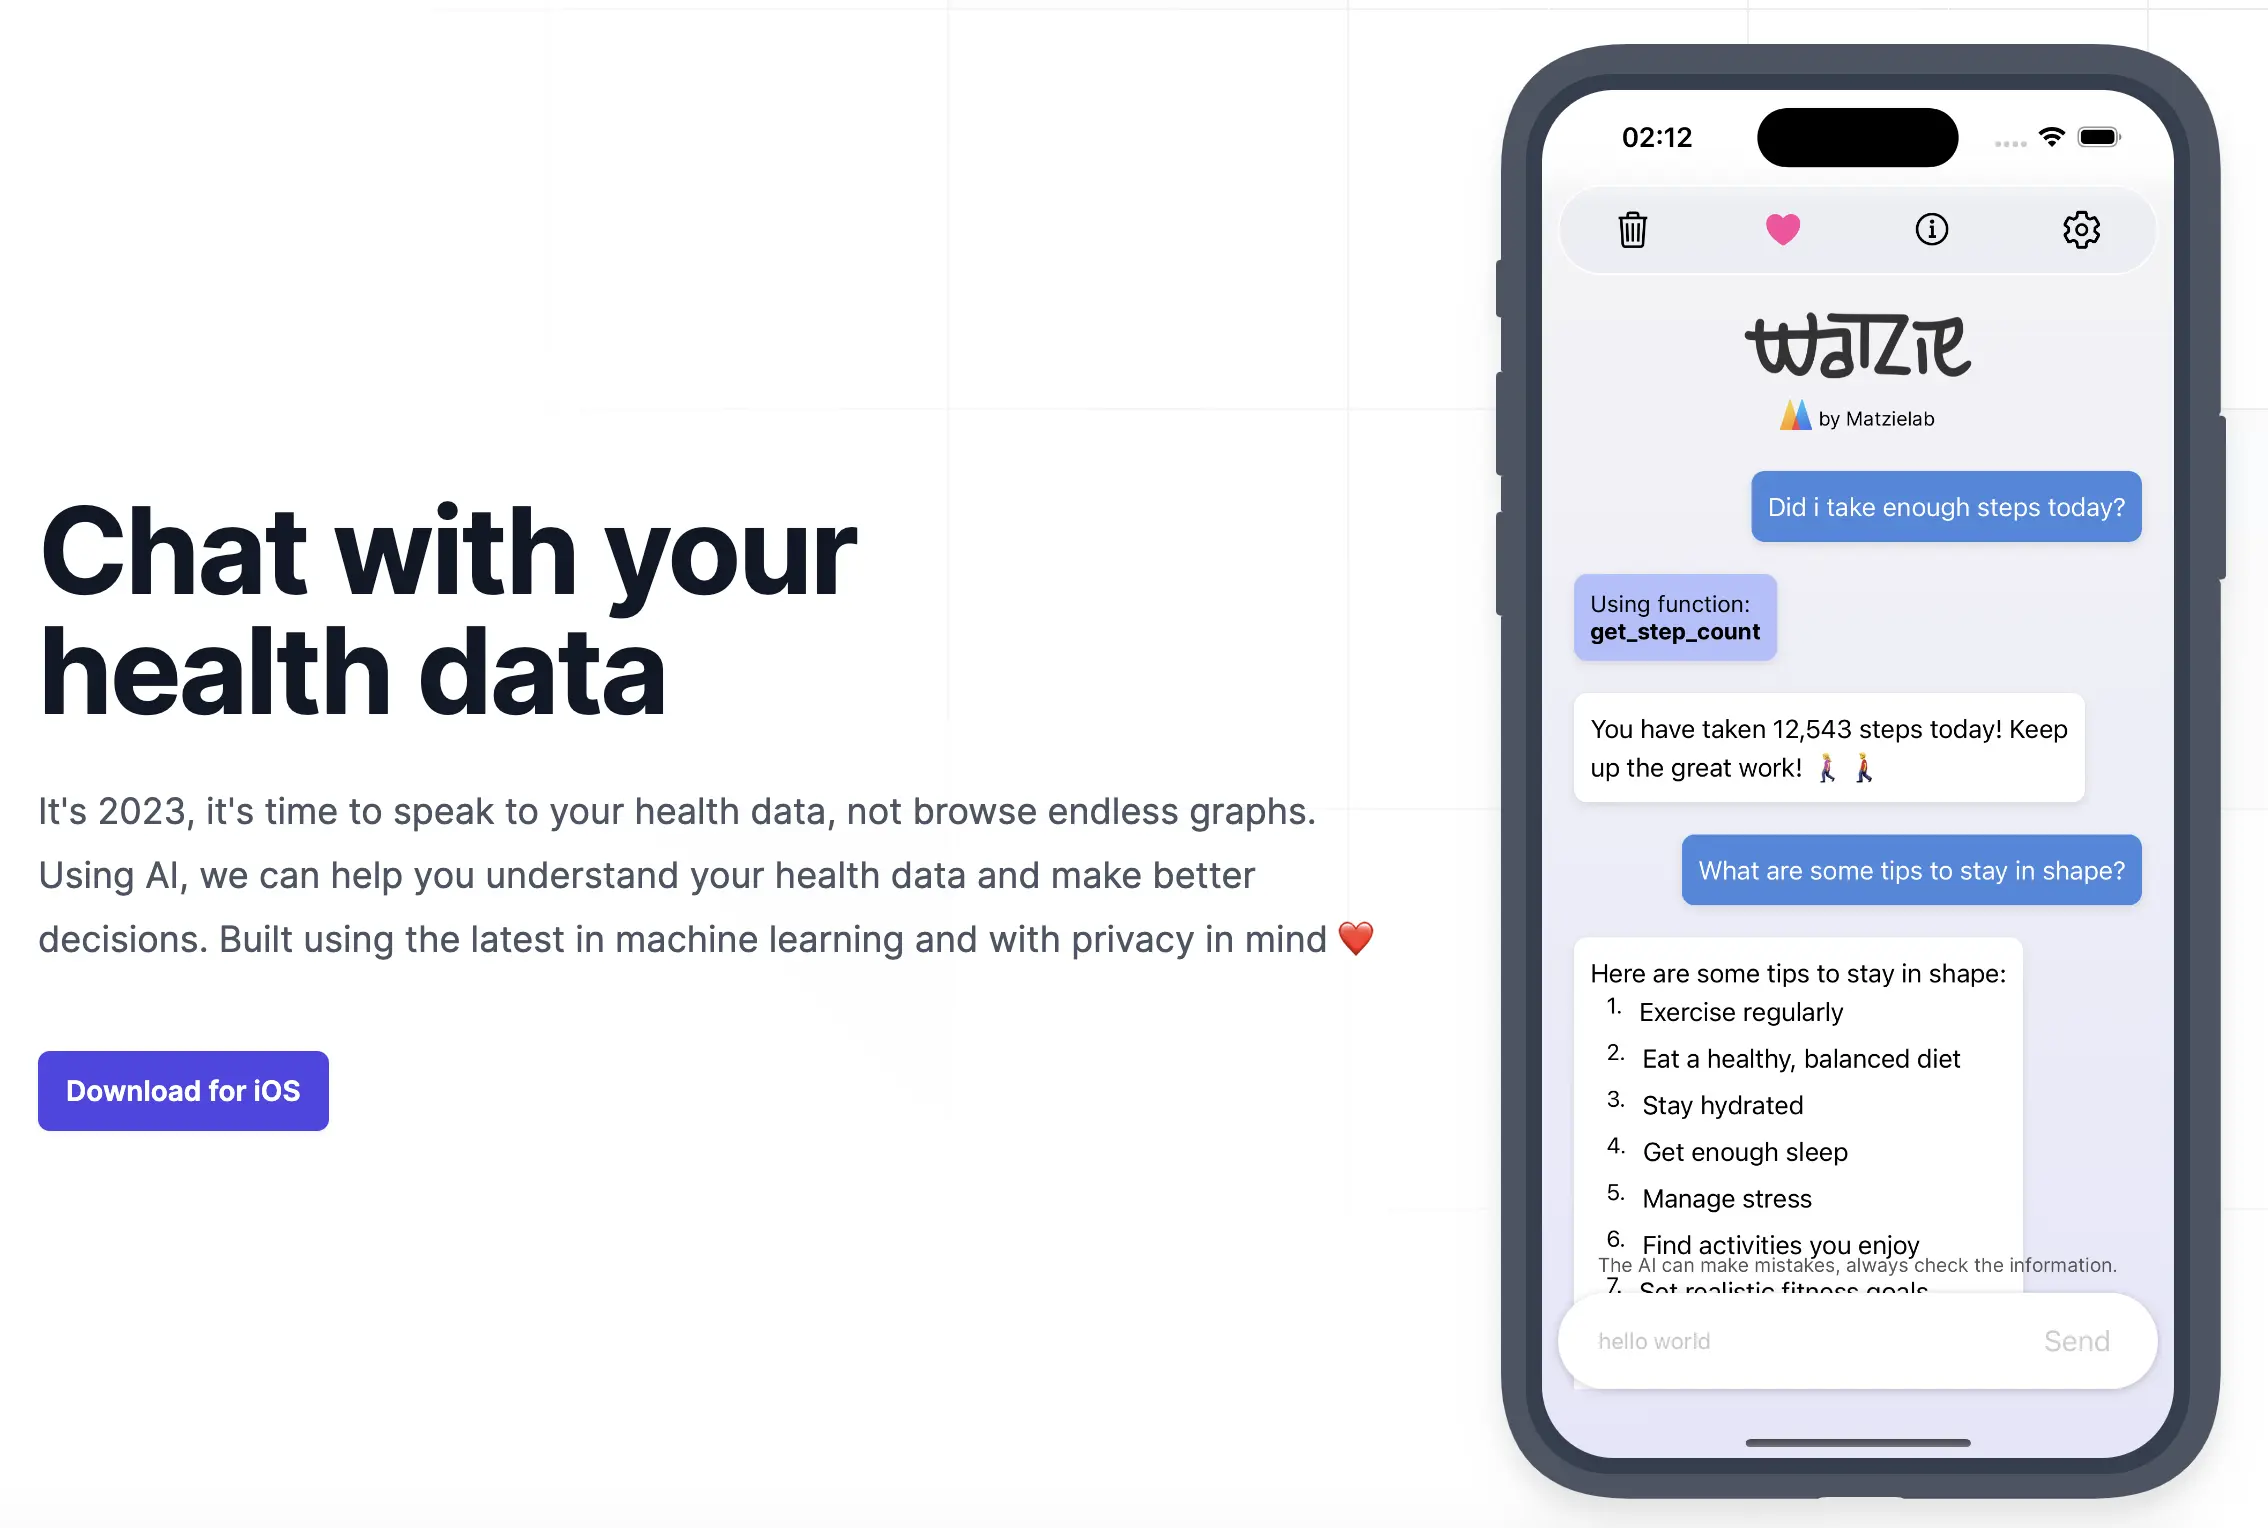 Chat with your
health data
It's 2023, it's time to speak to your health data, not browse endless graphs.
Using AI, we can help you understand your health data and make better
decisions. Built using the latest in machine learning and with privacy in mind ❤️
Download for iOS
02:12
watzie
by Matzielab
Did i take enough steps today?
Using function:
get_step_count
You have taken 12,543 steps today! Keep
up the great work! 🚶‍♀️ 🚶
What are some tips to stay in shape?
Here are some tips to stay in shape:
1. Exercise regularly
2. Eat a healthy, balanced diet
3. Stay hydrated
4. Get enough sleep
5. Manage stress
6. Find activities you enjoy
The AI can make mistakes, always check the information.
7. Set realistic fitness goals
hello world
Send